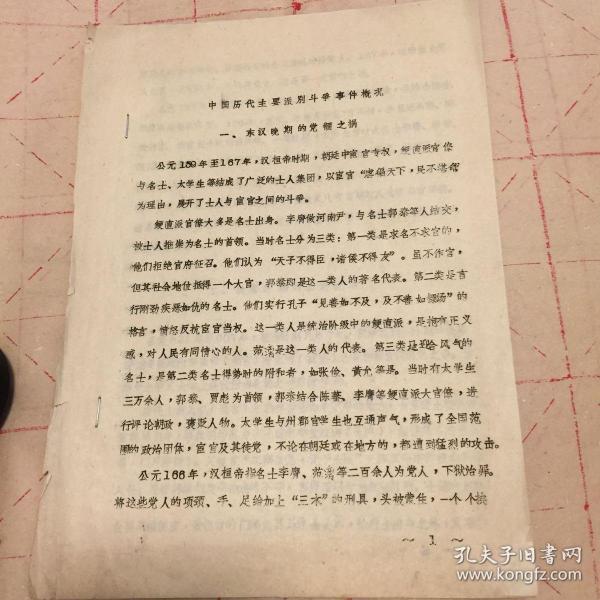 中国历代主要派别斗争事件概况
一、东汉晚期的党锢之祸
公元159年至167年，汉桓帝时期，朝廷中宦官专权，鲠直派官僚
与名士、太学生等结成了广泛的士人集团，以宦官“虐遍天下，民不堪命”
为理由，展开了士人与宦官之间的斗争。
鲠直派官僚大多是名士出身。李膺做河南尹，与名士郭泰等人结交，
被士人推崇为名士的首领。当时名士分为三类：第一类是求名不求官的，
他们拒绝官府征召。他们认为“天子不得臣，诸侯不得友”。虽不作官，
但其社会地位抵得一个大官，郭泰即是这一类人的著名代表。第二类是言
行刚劲疾恶如仇的名士。他们实行孔子“见善如不及，及不善如探汤”的
格言，愤怒反抗宦官当权。这一类人是统治阶级中的鲠直派，是抱有正义
感，对人民有同情心的人。范滂是这一类人的代表。第三类是迎合风气的
名士，是第二类名士得势时的附和者，如张俭、黄允等是。当时有太学生
三万余人，郭泰、贾彪为首领，郭泰结合陈蕃、李膺等鲠直派大官僚，进
行评论朝政，褒贬人物。太学生与州郡官学生也互通声气，形成了全国范
围的政治团体，宦官及其徒党，不论在朝廷或在地方的，都遭到猛烈的攻击。
公元166年，汉桓帝指名士李膺、范滂等二百余人为党人，下狱治罪。
将这些党人的项颈、手、足给加上“三木”的刑具，头被蒙住，一个个挨
～1～
孔夫子旧书网
www.kongfz.com